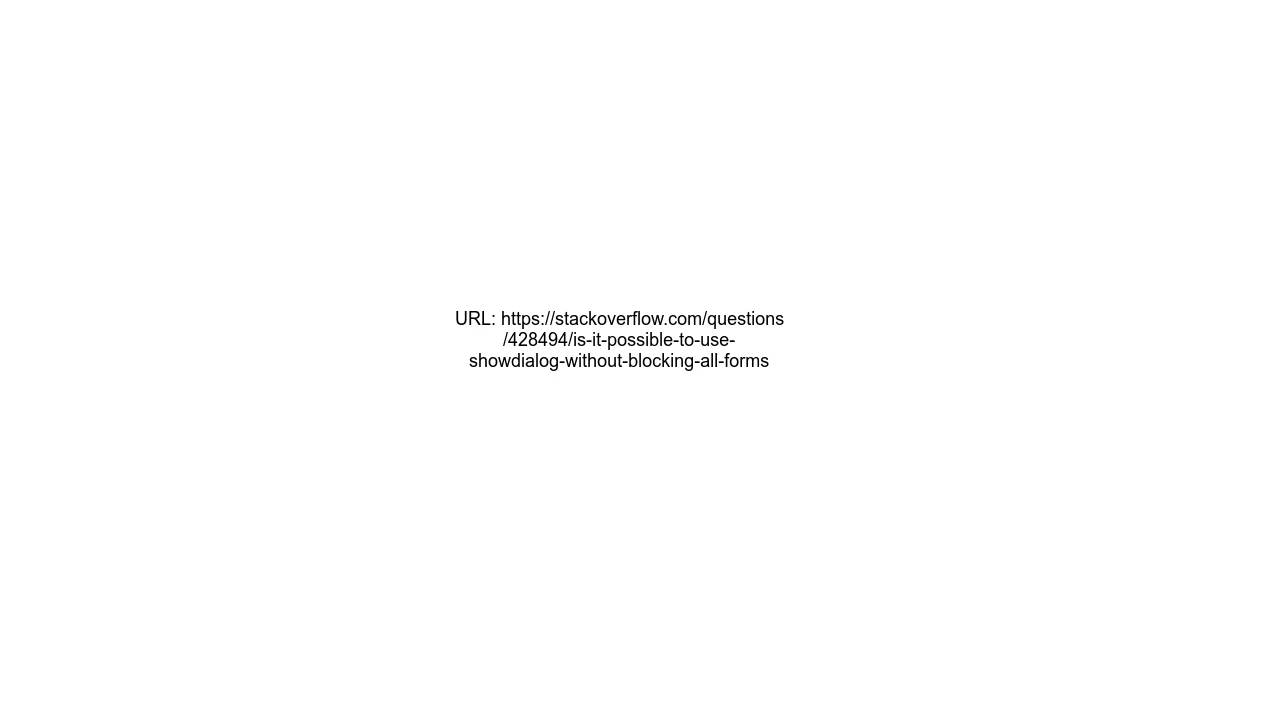 URL: https://stackoverflow.com/questions
/428494/is-it-possible-to-use-
showdialog-without-blocking-all-forms